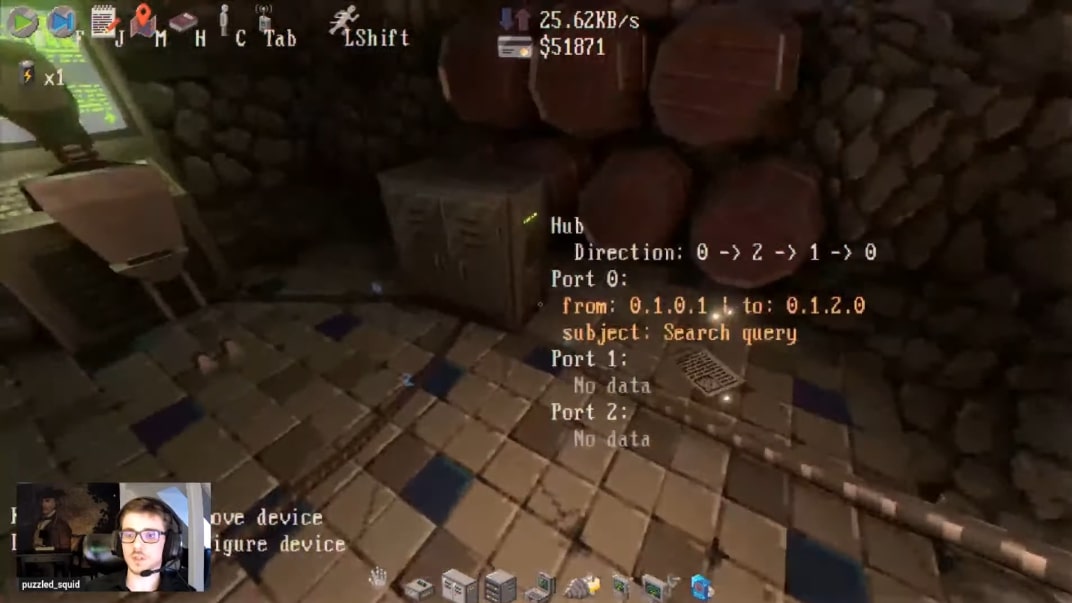 F J M H C Tab LShift
25.62KB/s
$51871
x1
Hub
Direction: 0 -> 2 -> 1 -> 0
Port 0:
from: 0.1.0.1 | to: 0.1.2.0
subject: Search query
Port 1:
No data
Port 2:
No data
ove device
igure device
puzzled_squid